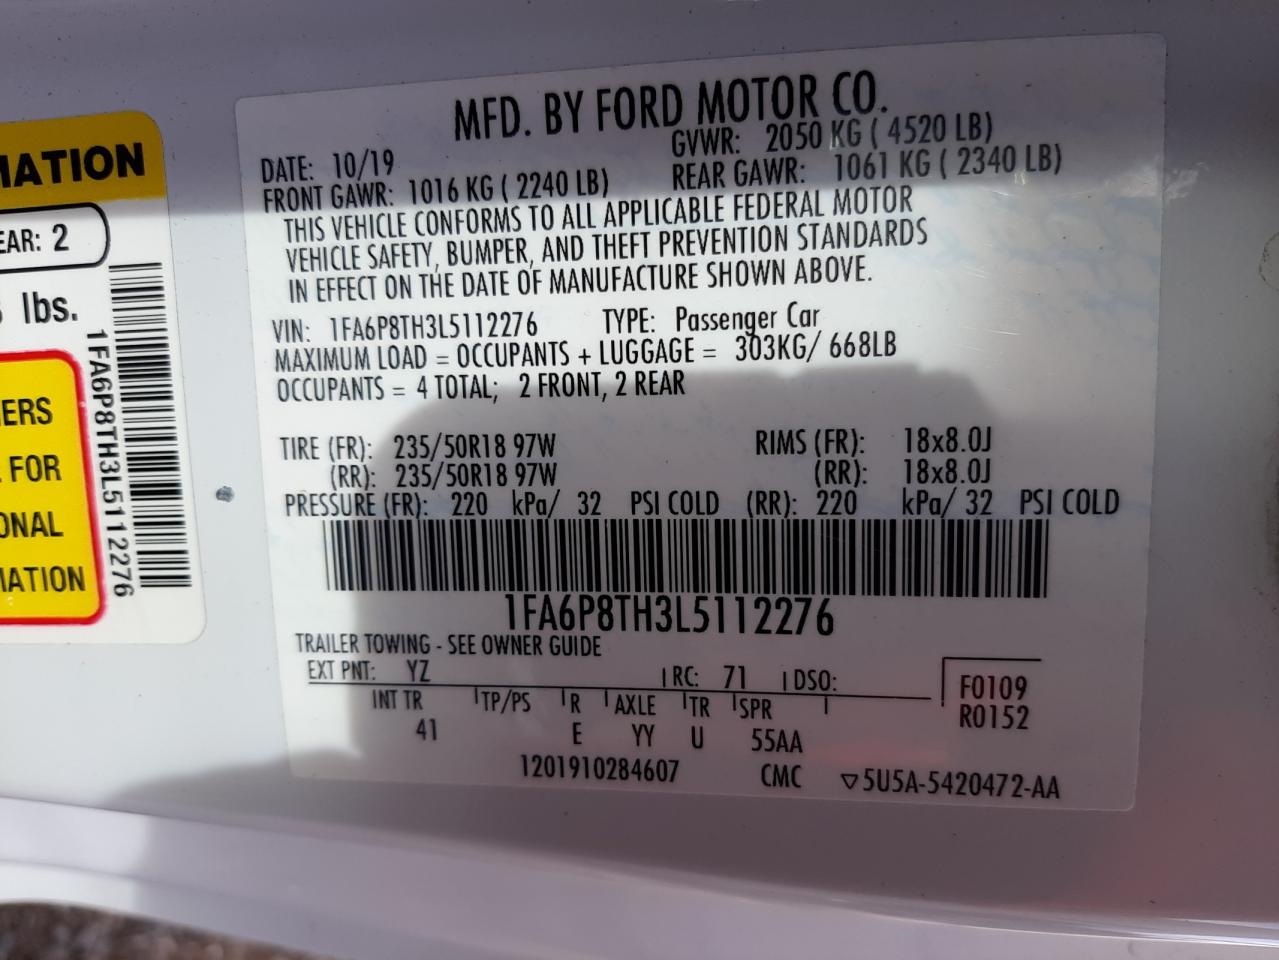 MATION
EAR: 2
lbs.
ERS
FOR
ONAL
MATION
1FA6P8TH3L5112276
MFD. BY FORD MOTOR CO.
DATE: 10/19 GVWR: 2050 KG ( 4520 LB)
FRONT GAWR: 1016 KG ( 2240 LB) REAR GAWR: 1061 KG ( 2340 LB)
THIS VEHICLE CONFORMS TO ALL APPLICABLE FEDERAL MOTOR
VEHICLE SAFETY, BUMPER, AND THEFT PREVENTION STANDARDS
IN EFFECT ON THE DATE OF MANUFACTURE SHOWN ABOVE.
VIN: 1FA6P8TH3L5112276 TYPE: Passenger Car
MAXIMUM LOAD = OCCUPANTS + LUGGAGE = 303KG/ 668LB
OCCUPANTS = 4 TOTAL; 2 FRONT, 2 REAR
TIRE (FR): 235/50R18 97W RIMS (FR): 18x8.0J
(RR): 235/50R18 97W (RR): 18x8.0J
PRESSURE (FR): 220 kPa/ 32 PSI COLD (RR): 220 kPa/ 32 PSI COLD
1FA6P8TH3L5112276
TRAILER TOWING - SEE OWNER GUIDE
EXT PNT: YZ RC: 71 DSO: F0109
INT TR TP/PS R AXLE TR SPR R0152
41 E YY U 55AA
1201910284607 CMC ▽5U5A-5420472-AA